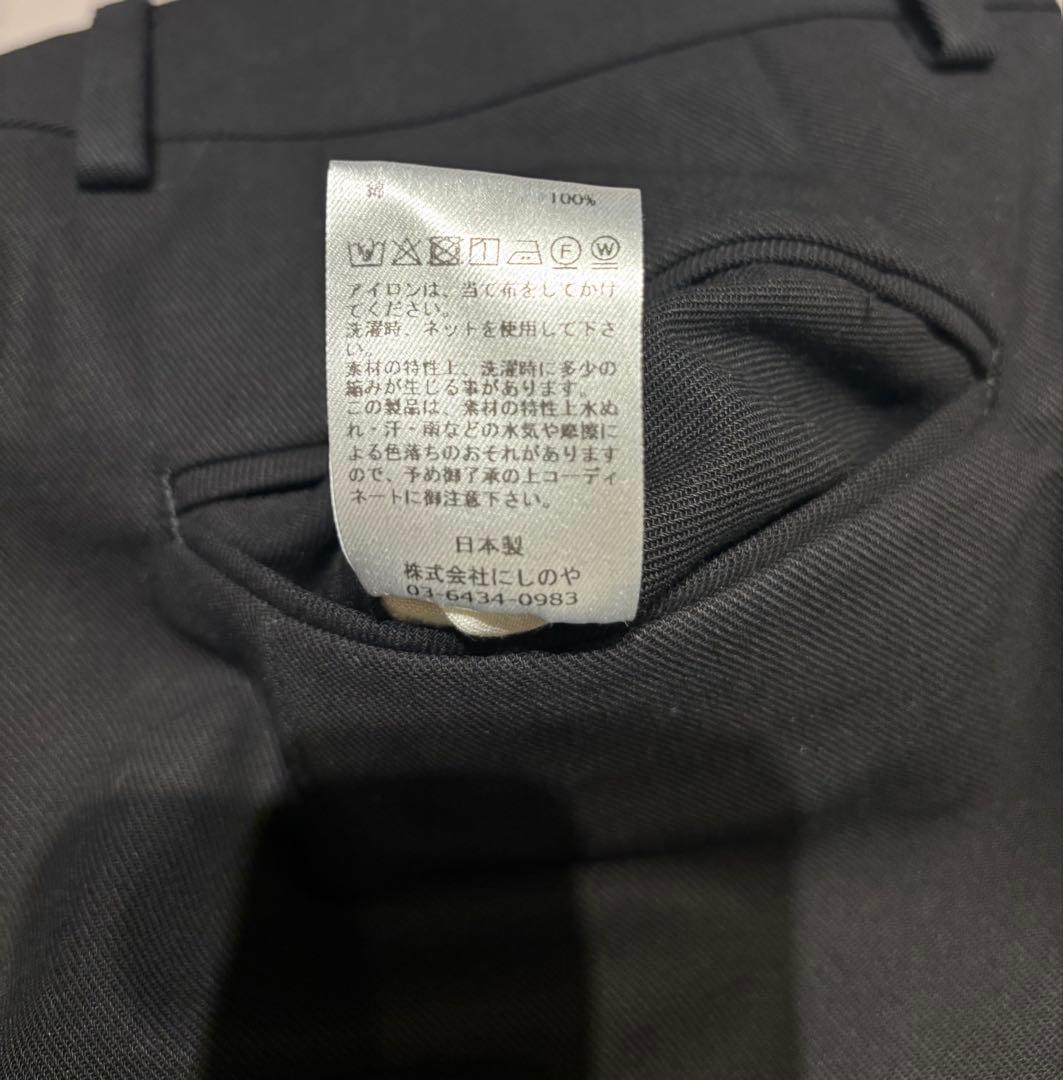 綿 100%
F W
アイロンは、当て布をしてかけ
てください。
洗濯時、ネットを使用して下さ
い。
素材の特性上、洗濯時に多少の
縮みが生じる事があります。
この製品は、素材の特性上水ぬ
れ・汗・雨などの水気や摩擦に
よる色落ちのおそれがあります
ので、予め御了承の上コーディ
ネートに御注意下さい。
日本製
株式会社にしのや
03-6434-0983